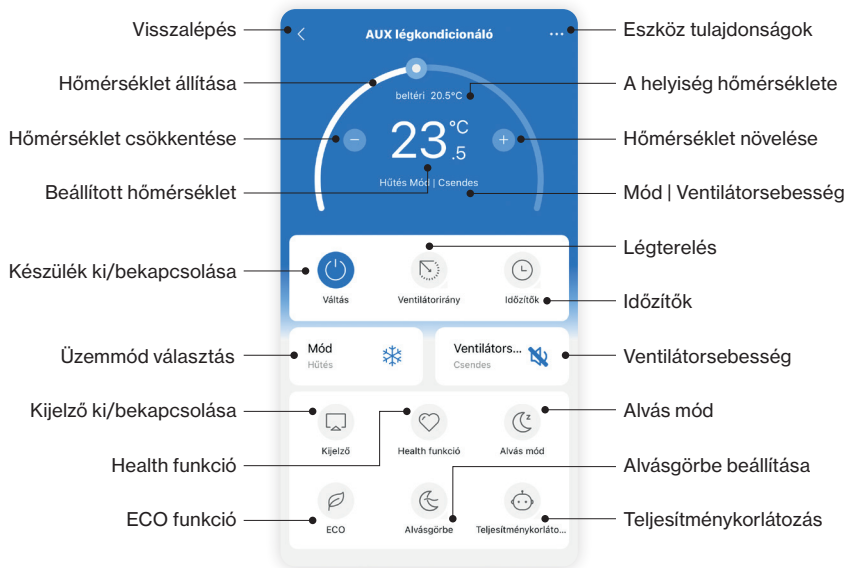 Visszalépés
AUX légkondicionáló
Eszköz tulajdonságok
Hőmérséklet állítása
beltéri 20.5°C
A helyiség hőmérséklete
Hőmérséklet csökkentése
23.5°C
Hőmérséklet növelése
Beállított hőmérséklet
Hűtés Mód | Csendes
Mód | Ventilátorsebesség
Légterelés
Készülék ki/bekapcsolása
Váltás
Ventilátorirány
Időzítők
Időzítők
Üzemmód választás
Mód
Hűtés
Ventilátors...
Csendes
Ventilátorsebesség
Kijelző ki/bekapcsolása
Alvás mód
Kijelző
Health funkció
Alvás mód
Health funkció
Alvásgörbe beállítása
ECO funkció
ECO
Alvásgörbe
Teljesítménykorláto...
Teljesítménykorlátozás